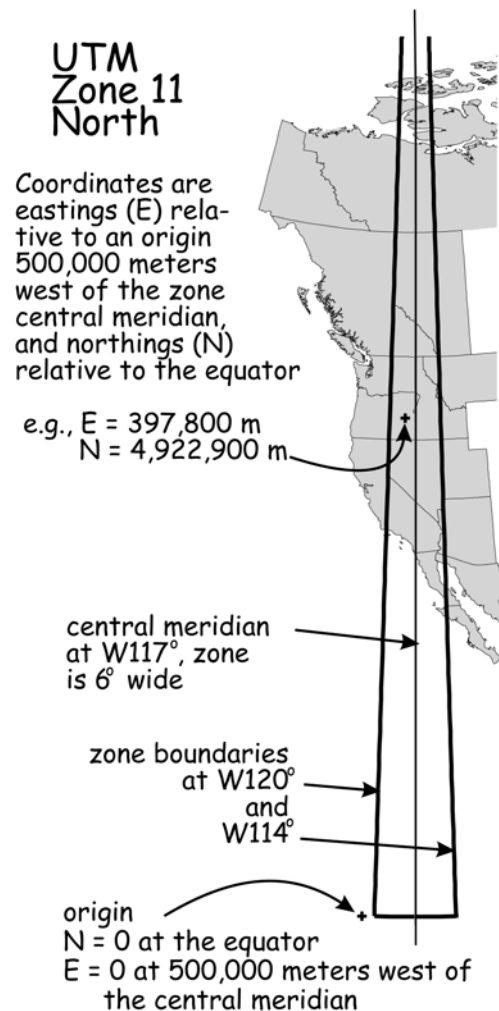 UTM
Zone 11
North
Coordinates are
eastings (E) rela-
tive to an origin
500,000 meters
west of the zone
central meridian,
and northings (N)
relative to the equator
e.g., E = 397,800 m
N = 4,922,900 m
central meridian
at W117°, zone
is 6° wide
zone boundaries
at W120°
and
W114°
origin
N = 0 at the equator
E = 0 at 500,000 meters west of
the central meridian